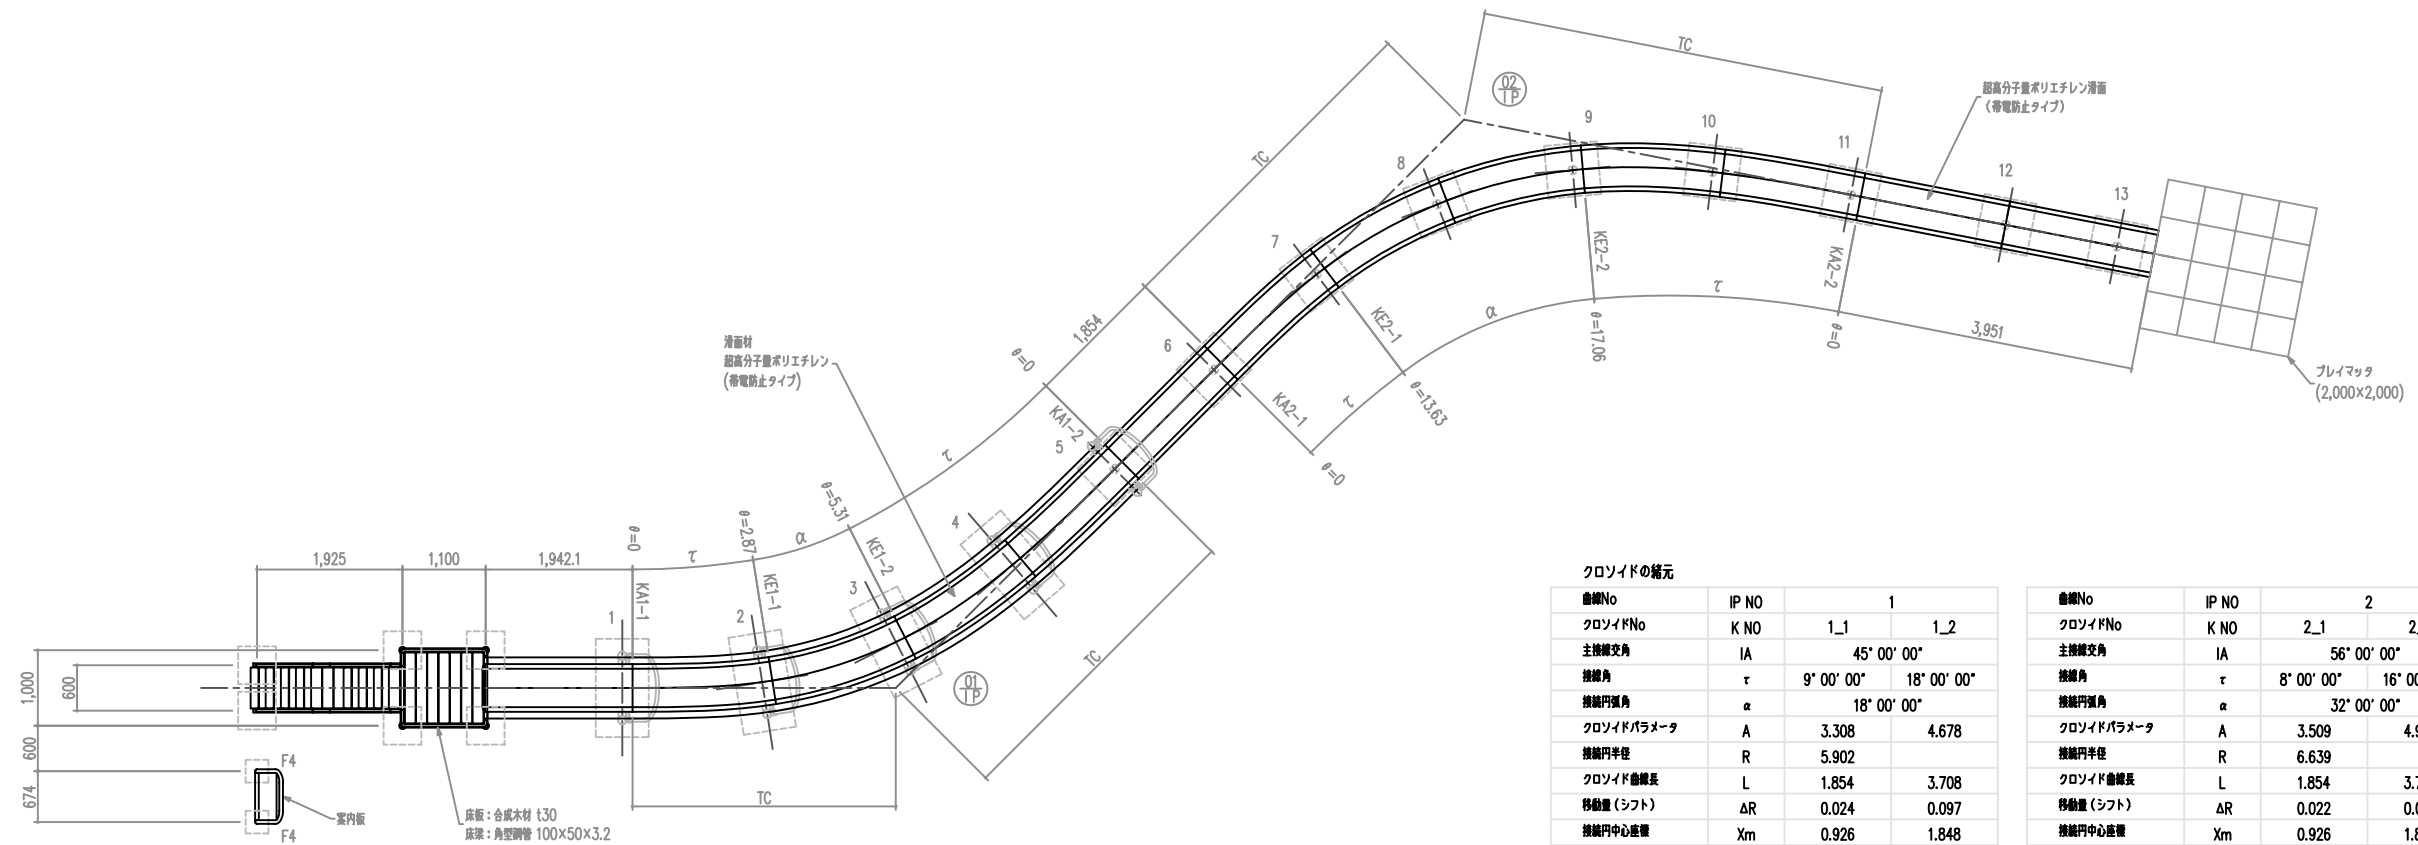 TC
02
IP
超高分子量ポリエチレン滑面
(帯電防止タイプ)
9
10
11
12
13
TC
8
7
KE2-2
KA2-2
τ
α
θ=17.06
θ=0
3,951
プレイマッタ
(2,000×2,000)
1,854
θ=0
6
KE2-1
θ=13.63
τ
KA2-1
θ=0
滑面材
超高分子量ポリエチレン
(帯電防止タイプ)
KA1-2
5
τ
θ=5.31
4
α
θ=2.87
τ
θ=0
KE1-2
KE1-1
KA1-1
3
2
1
TC
01
IP
1,925
1,100
1,942.1
1,000
600
600
674
F4
F4
案内板
床板:合成木材 t30
床梁:角型鋼管 100×50×3.2
TC
クロソイドの緒元
曲線No IP NO 1
クロソイドNo K NO 1_1 1_2
主接線交角 IA 45° 00' 00"
接線角 τ 9° 00' 00" 18° 00' 00"
接続円弧角 α 18° 00' 00"
クロソイドパラメータ A 3.308 4.678
接続円半径 R 5.902
クロソイド曲線長 L 1.854 3.708
移動量(シフト) ΔR 0.024 0.097
接続円中心座標 Xm 0.926 1.848
曲線No IP NO 2
クロソイドNo K NO 2_1 2_
主接線交角 IA 56° 00' 00"
接線角 τ 8° 00' 00" 16° 00
接続円弧角 α 32° 00' 00"
クロソイドパラメータ A 3.509 4.9
接続円半径 R 6.639
クロソイド曲線長 L 1.854 3.7
移動量(シフト) ΔR 0.022 0.0
接続円中心座標 Xm 0.926 1.8